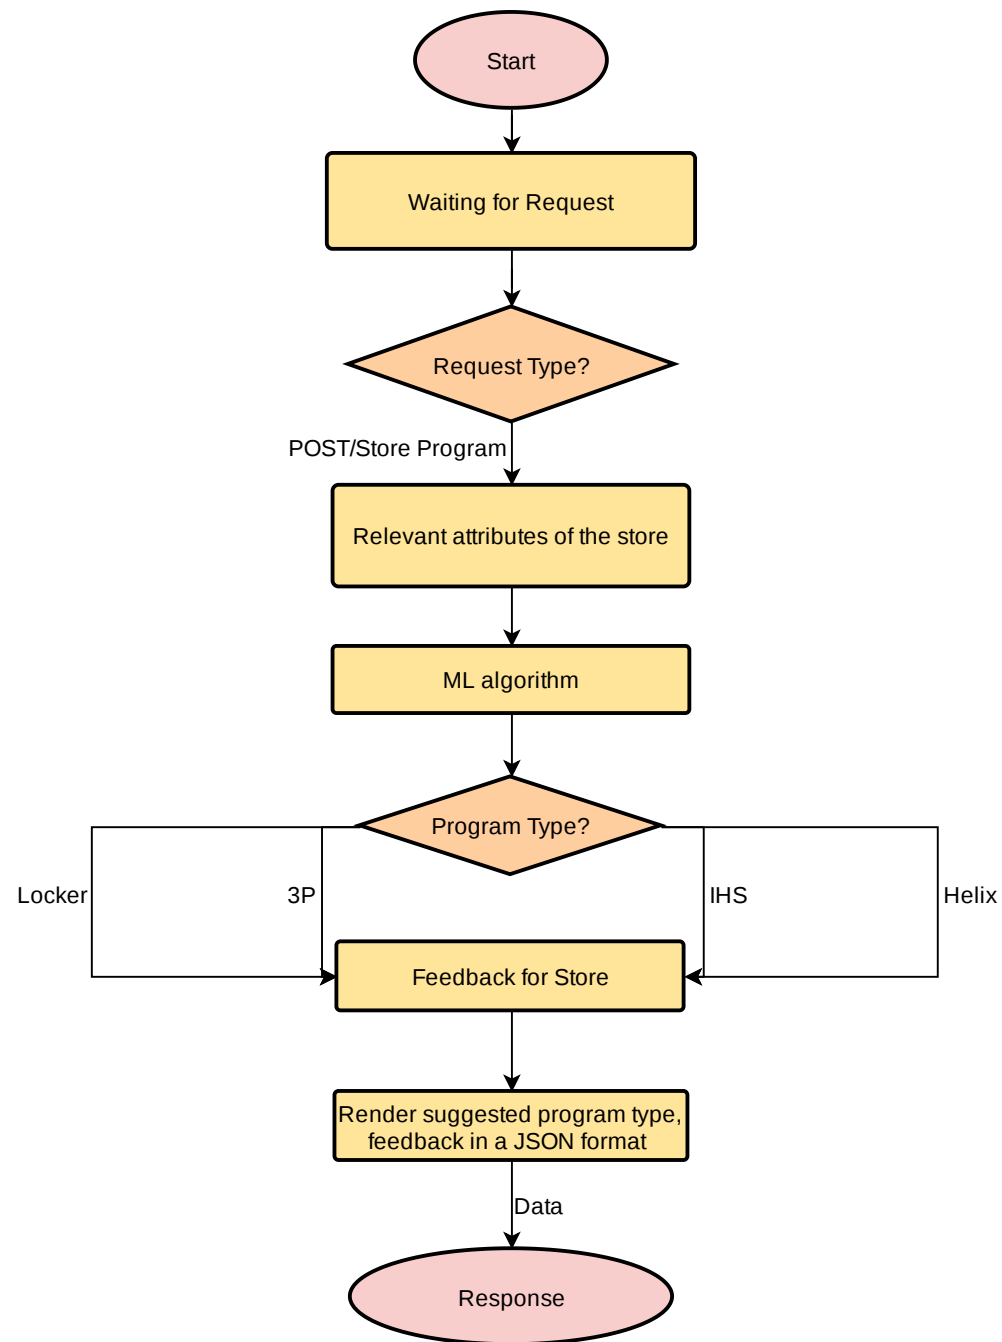 Start
Waiting for Request
Request Type?
POST/Store Program
Relevant attributes of the store
ML algorithm
Program Type?
Locker
3P
IHS
Helix
Feedback for Store
Render suggested program type,
feedback in a JSON format
Data
Response